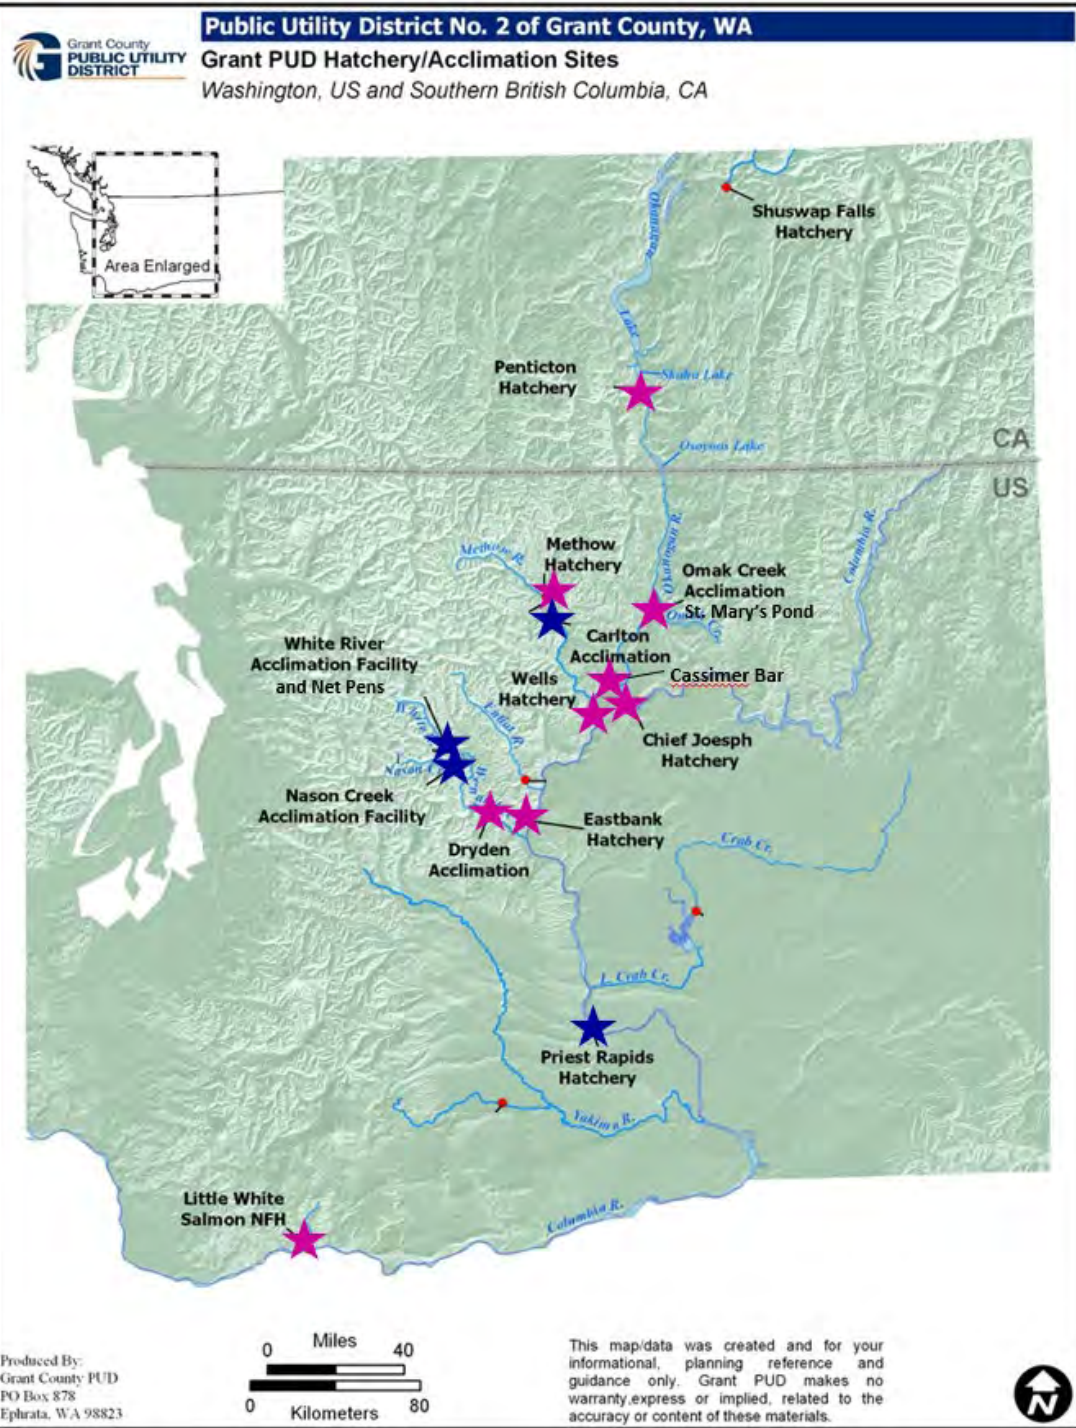 Grant County
PUBLIC UTILITY
DISTRICT
Public Utility District No. 2 of Grant County, WA
Grant PUD Hatchery/Acclimation Sites
Washington, US and Southern British Columbia, CA
Area Enlarged
Shuswap Falls
Hatchery
Okanagan
Lake
Penticton
Hatchery
Skaha Lake
Osoyoos Lake
CA
US
Methow R.
Methow
Hatchery
Okanogan R.
Columbia R.
Omak Creek
Acclimation
St. Mary's Pond
White River
Acclimation Facility
and Net Pens
Carlton
Acclimation
Cassimer Bar
Wells
Hatchery
Entiat R.
Chief Joesph
Hatchery
Nason
Nason Creek
Acclimation Facility
Eastbank
Hatchery
Dryden
Acclimation
Crab Cr.
L. Crab Cr.
Priest Rapids
Hatchery
Yakima R.
Little White
Salmon NFH
Columbia R.
Miles
0 40
0 80
Kilometers
Produced By:
Grant County PUD
PO Box 878
Ephrata, WA 98823
This map/data was created and for your
informational, planning reference and
guidance only. Grant PUD makes no
warranty,express or implied, related to the
accuracy or content of these materials.
N